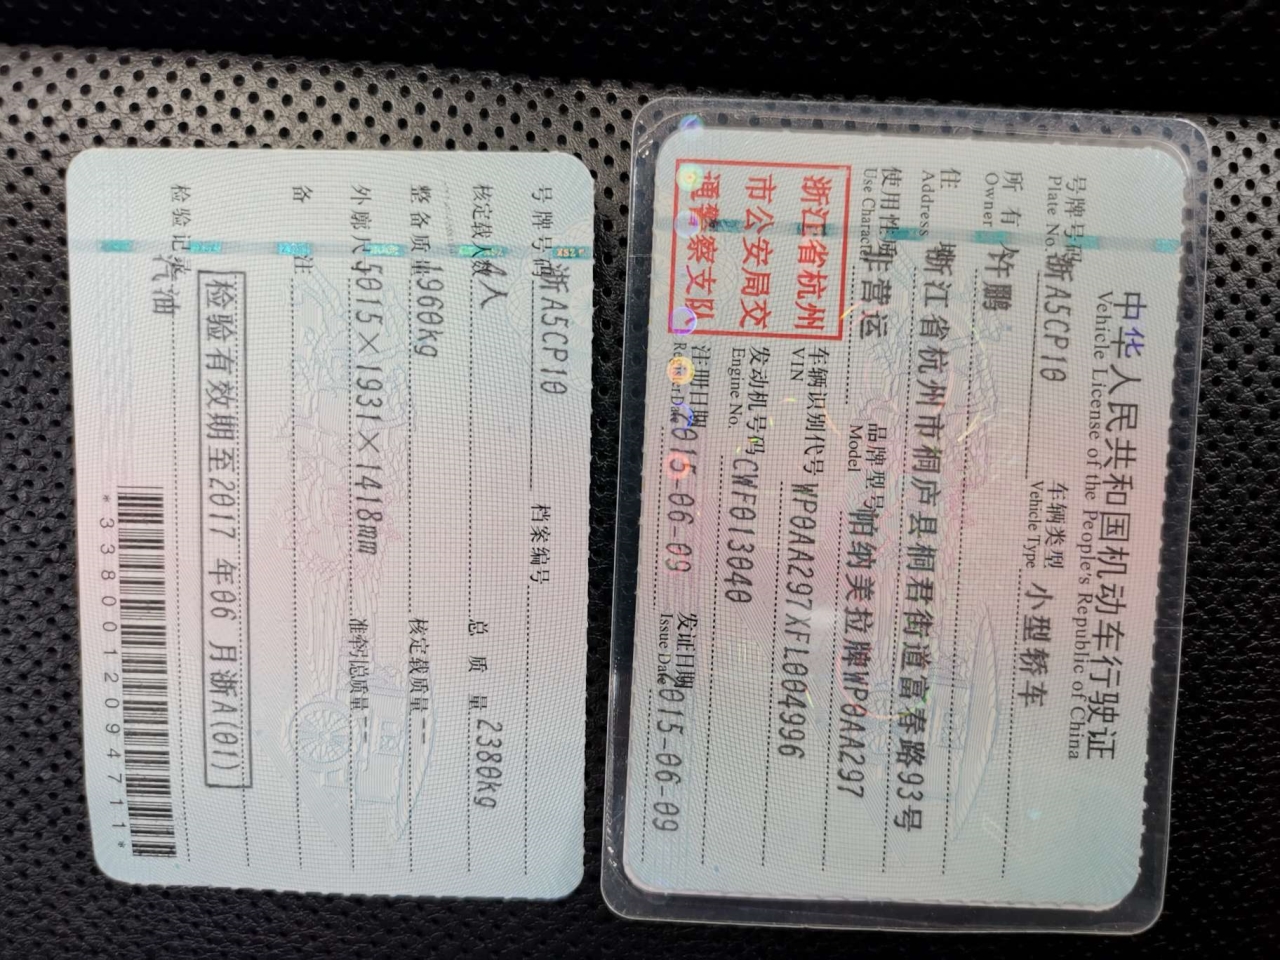 中华人民共和国机动车行驶证
Vehicle License of the People's Republic of China
号牌号码 浙A5CP10 车辆类型 小型轿车
Plate No. Vehicle Type
所有人 许鹏
Owner
住 址 浙江省杭州市桐庐县桐君街道富春路93号
Address
使用性质 非营运 品牌型号 帕纳美拉牌WP0AA297
Use Character Model
浙江省杭州
市公安局交
通警察支队
车辆识别代号 WP0AA297XFL004996
VIN
发动机号码 CWF013040
Engine No.
注册日期 2015-06-09 发证日期 2015-06-09
Register Date Issue Date
号牌号码 浙A5CP10 档案编号
核定载人数 4人 总 质 量 2380kg
整备质量 1960kg 核定载质量 --
外廓尺寸 5015×1931×1418mm 准牵引总质量 --
备 注
检验有效期至2017 年06 月浙A(01)
检验记录 汽油
*3380012094711*